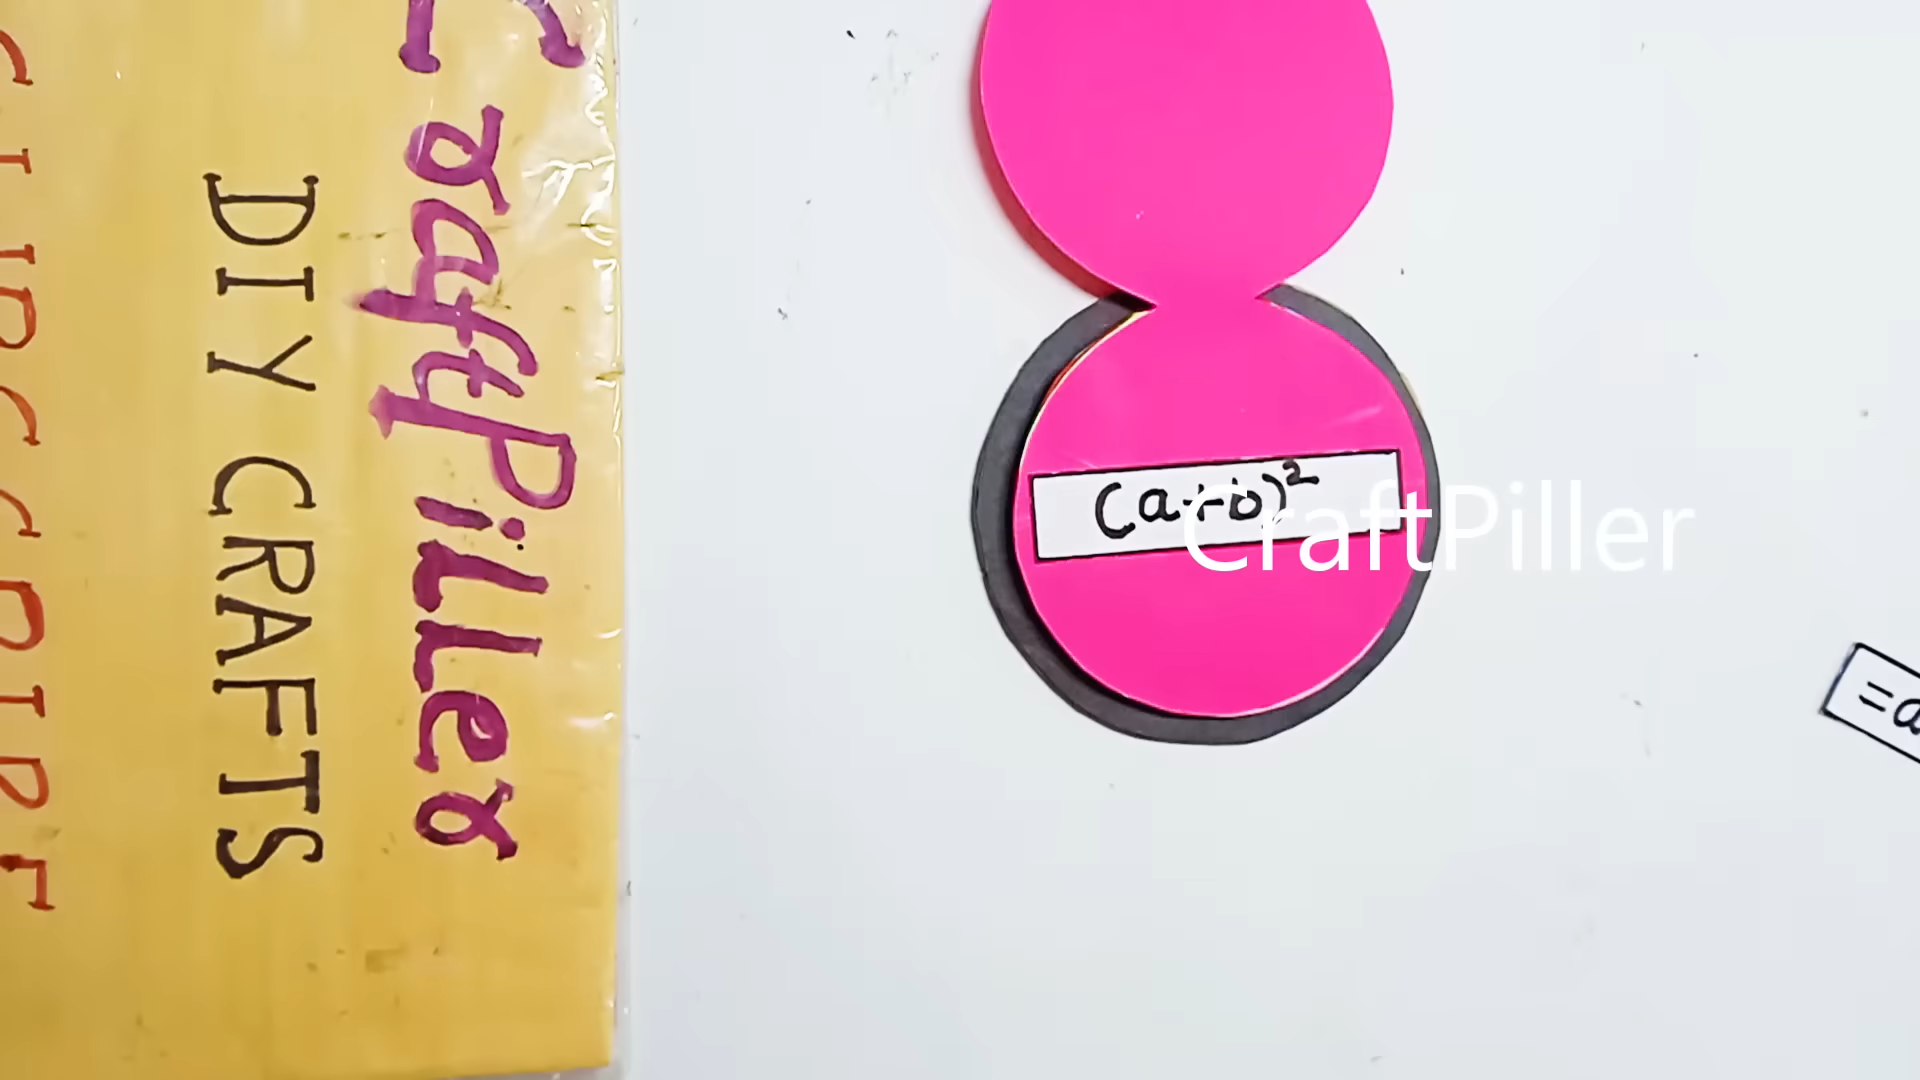 CraftPiller
DIY CRAFTS
(a+b)²
CraftPiller
=a